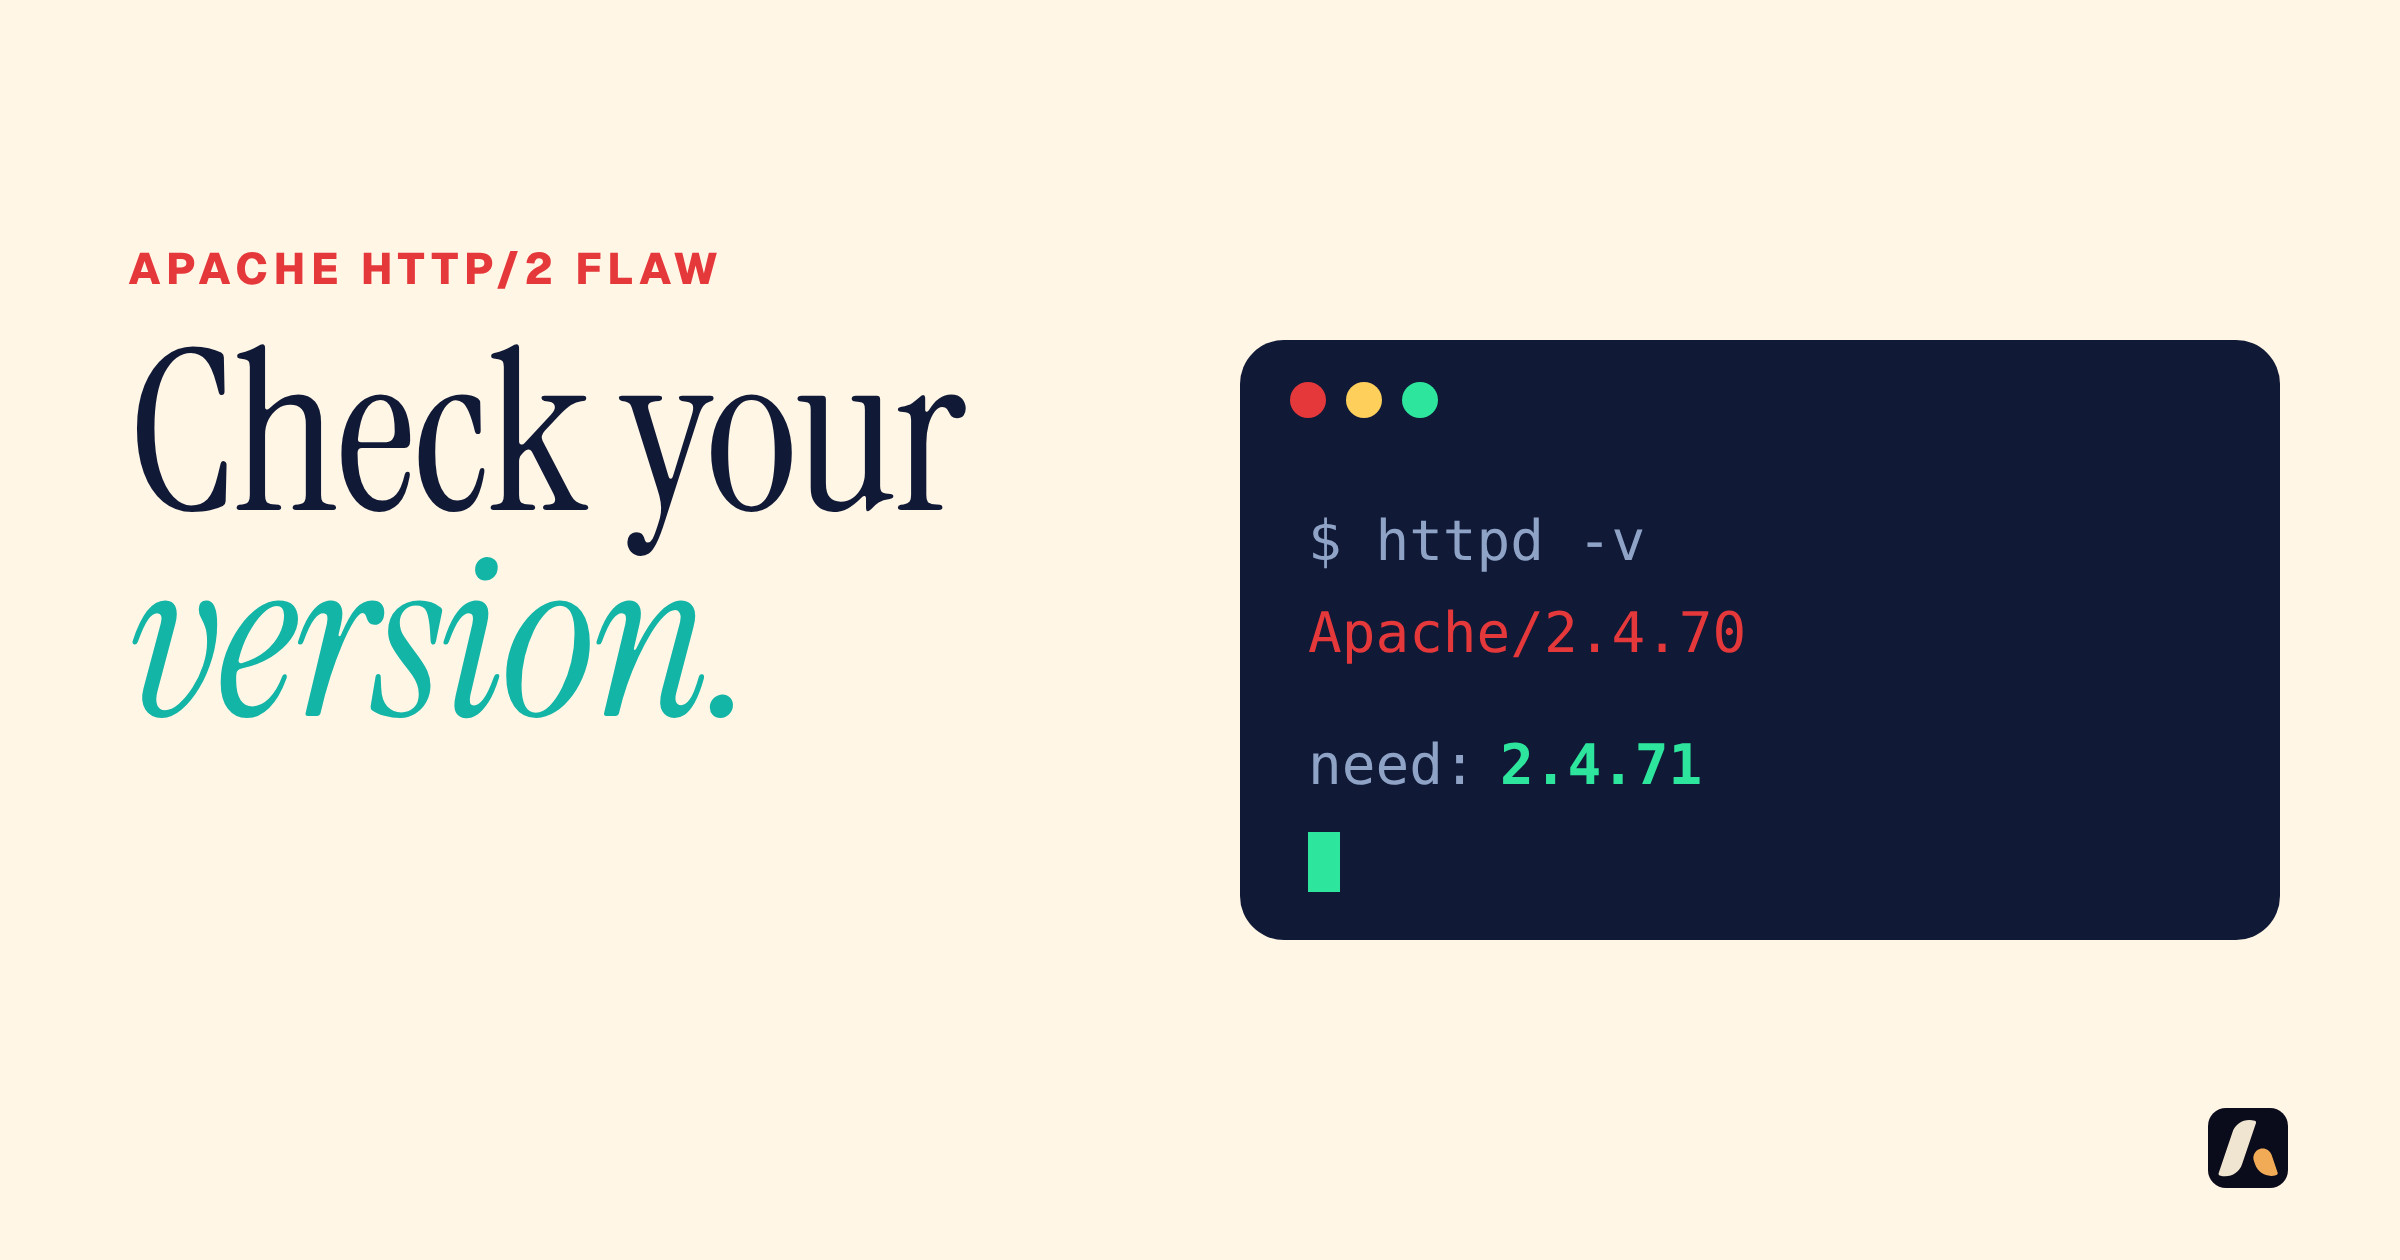 APACHE HTTP/2 FLAW
Check your
version.
$ httpd -v
Apache/2.4.70
need: 2.4.71